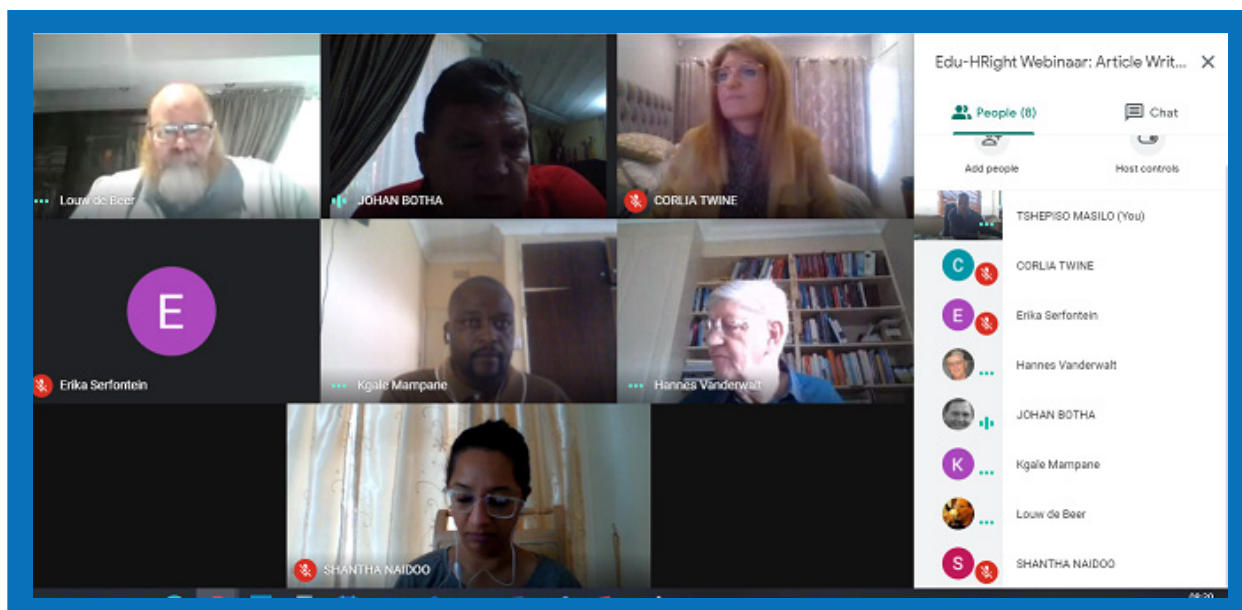 Edu-HRight Webinaar: Article Writ...
People (8)
Chat
Add people
Host controls
Louw de Beer
JOHAN BOTHA
CORLIA TWINE
E
Erika Serfontein
Kgale Mampane
Hannes Vanderwalt
SHANTHA NAIDOO
TSHEPISO MASILO (You)
C
CORLIA TWINE
E
Erika Serfontein
Hannes Vanderwalt
JOHAN BOTHA
K
Kgale Mampane
Louw de Beer
S
SHANTHA NAIDOO